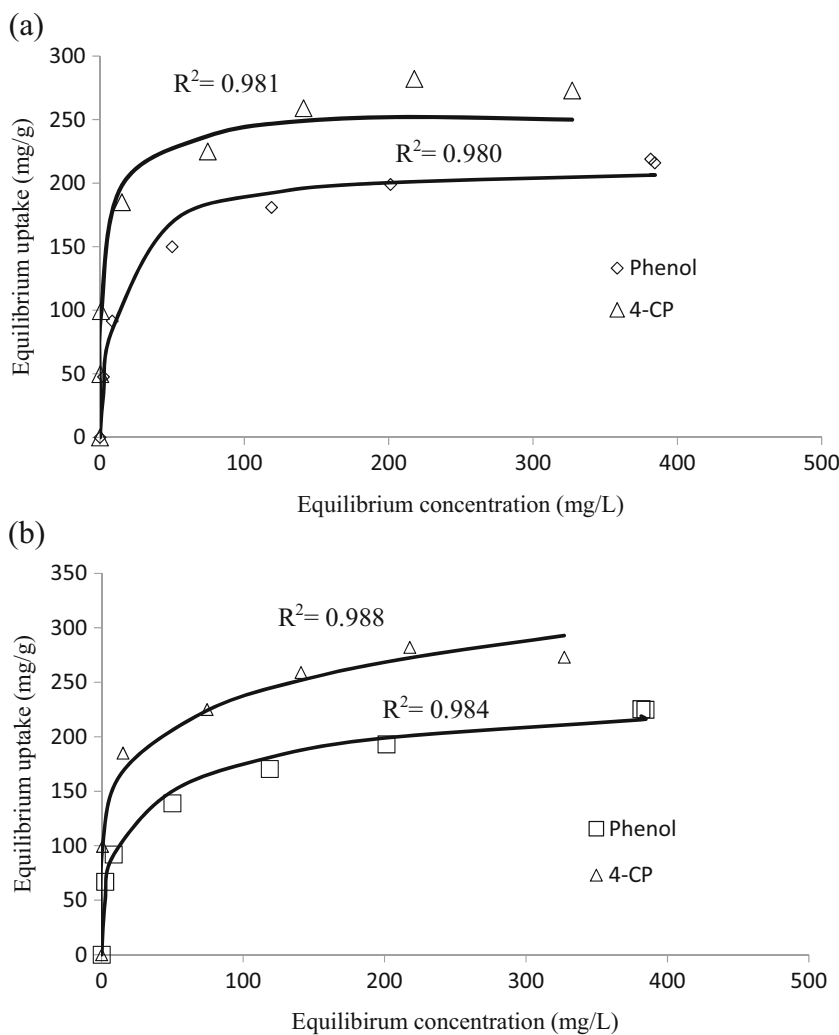 (a)
300
250
200
150
100
50
0
Equilibrium uptake (mg/g)
R²= 0.981
R²= 0.980
Phenol
4-CP
0 100 200 300 400 500
Equilibrium concentration (mg/L)
(b)
350
300
250
200
150
100
50
0
Equilibrium uptake (mg/g)
R²= 0.988
R²= 0.984
Phenol
4-CP
0 100 200 300 400 500
Equilibirum concentration (mg/L)